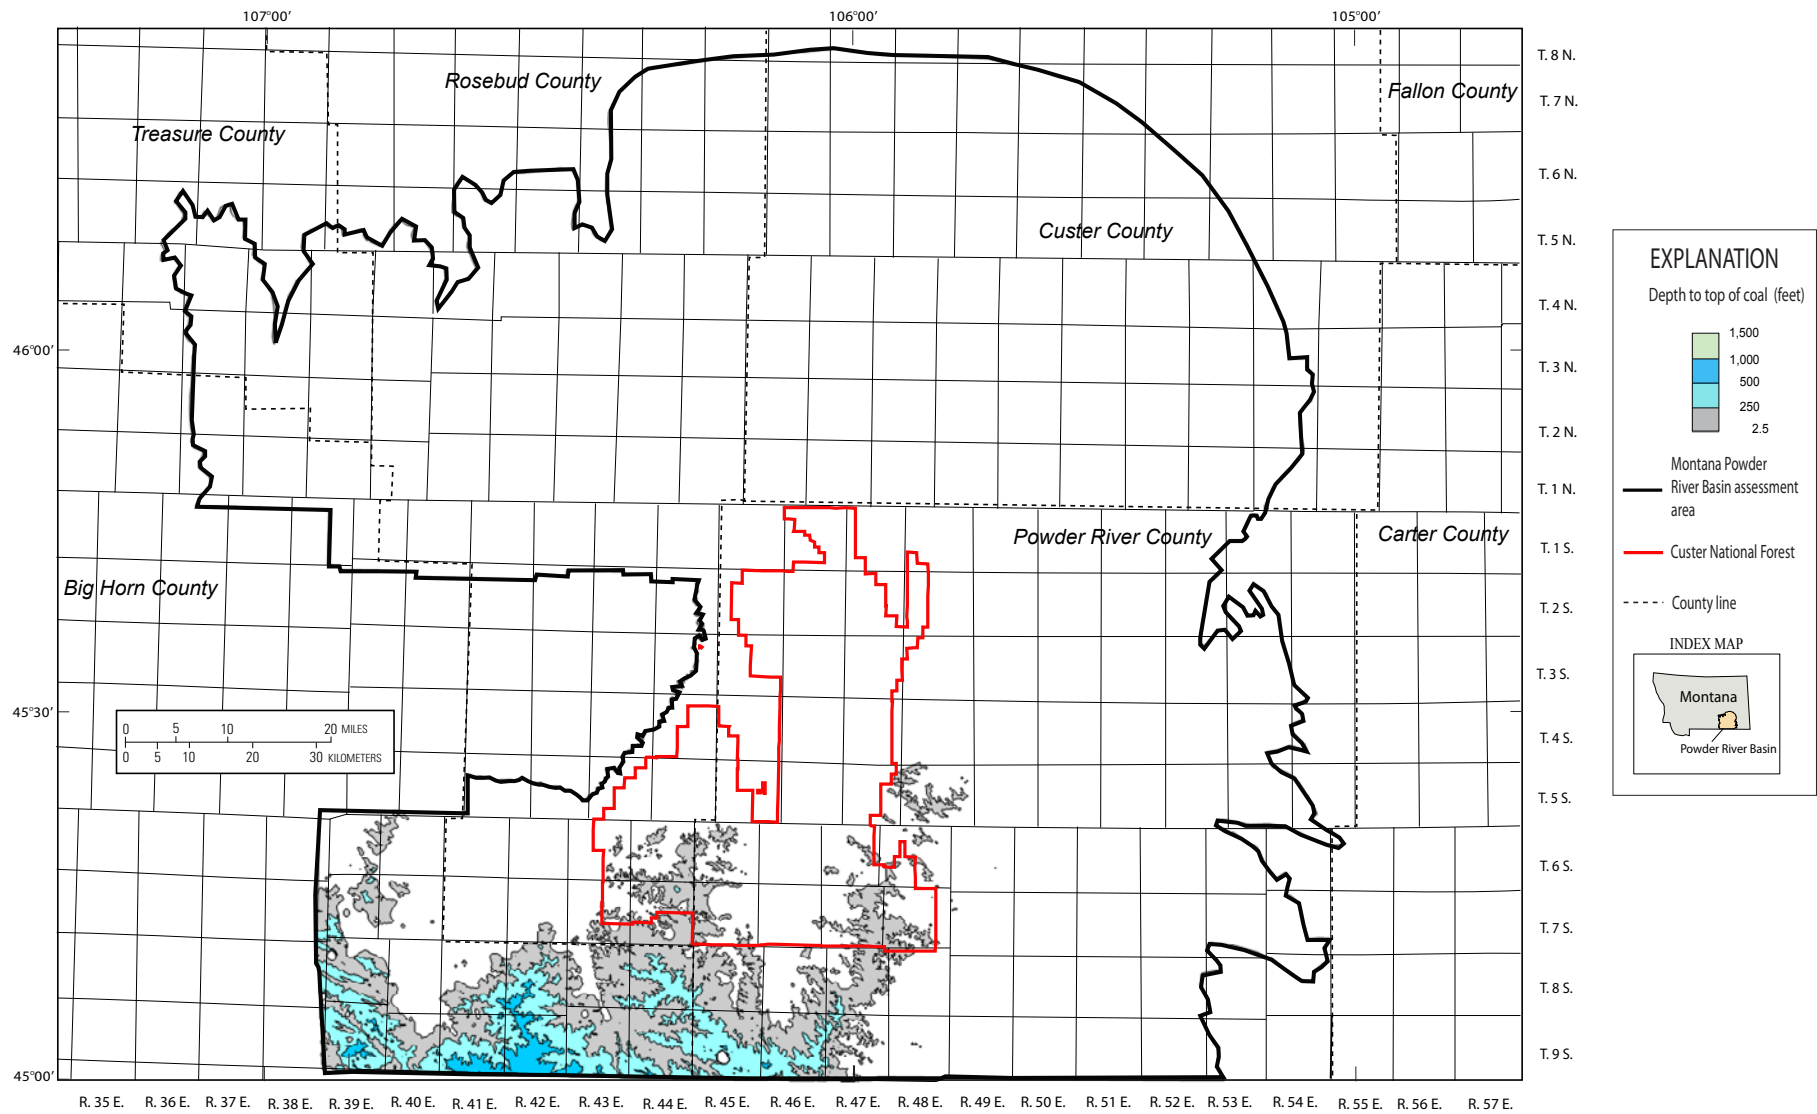 107°00′
106°00′
105°00′
Rosebud County
Fallon County
Treasure County
Custer County
Powder River County
Carter County
Big Horn County
T. 8 N.
T. 7 N.
T. 6 N.
T. 5 N.
T. 4 N.
T. 3 N.
T. 2 N.
T. 1 N.
T. 1 S.
T. 2 S.
T. 3 S.
T. 4 S.
T. 5 S.
T. 6 S.
T. 7 S.
T. 8 S.
T. 9 S.
46°00′
45°30′
45°00′
0 5 10 20 MILES
0 5 10 20 30 KILOMETERS
R. 35 E. R. 36 E. R. 37 E. R. 38 E. R. 39 E. R. 40 E. R. 41 E. R. 42 E. R. 43 E. R. 44 E. R. 45 E. R. 46 E. R. 47 E. R. 48 E. R. 49 E. R. 50 E. R. 51 E. R. 52 E. R. 53 E. R. 54 E. R. 55 E. R. 56 E. R. 57 E.
EXPLANATION
Depth to top of coal (feet)
1,500
1,000
500
250
2.5
Montana Powder
River Basin assessment
area
Custer National Forest
County line
INDEX MAP
Montana
Powder River Basin